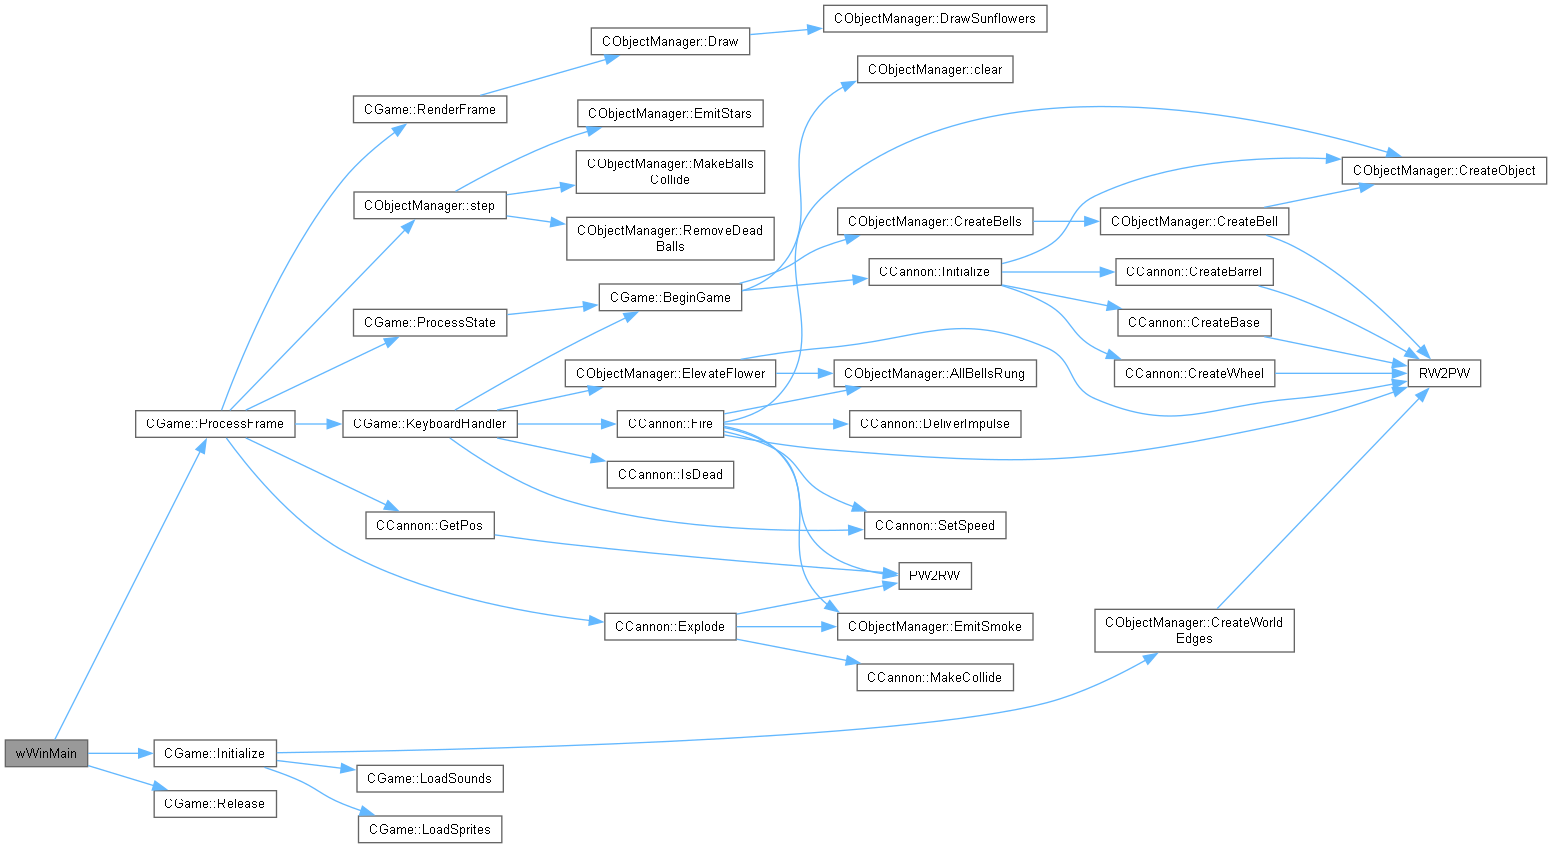 CObjectManager::DrawSunflowers
CObjectManager::Draw
CObjectManager::clear
CGame::RenderFrame
CObjectManager::EmitStars
CObjectManager::MakeBalls
Collide
CObjectManager::CreateObject
CObjectManager::step
CObjectManager::RemoveDead
Balls
CObjectManager::CreateBells
CObjectManager::CreateBell
CCannon::Initialize
CCannon::CreateBarrel
CGame::BeginGame
CGame::ProcessState
CCannon::CreateBase
CObjectManager::ElevateFlower
CObjectManager::AllBellsRung
CCannon::CreateWheel
RW2PW
CGame::ProcessFrame
CGame::KeyboardHandler
CCannon::Fire
CCannon::DeliverImpulse
CCannon::IsDead
CCannon::GetPos
CCannon::SetSpeed
PW2RW
CCannon::Explode
CObjectManager::EmitSmoke
CObjectManager::CreateWorld
Edges
CCannon::MakeCollide
wWinMain
CGame::Initialize
CGame::LoadSounds
CGame::Release
CGame::LoadSprites